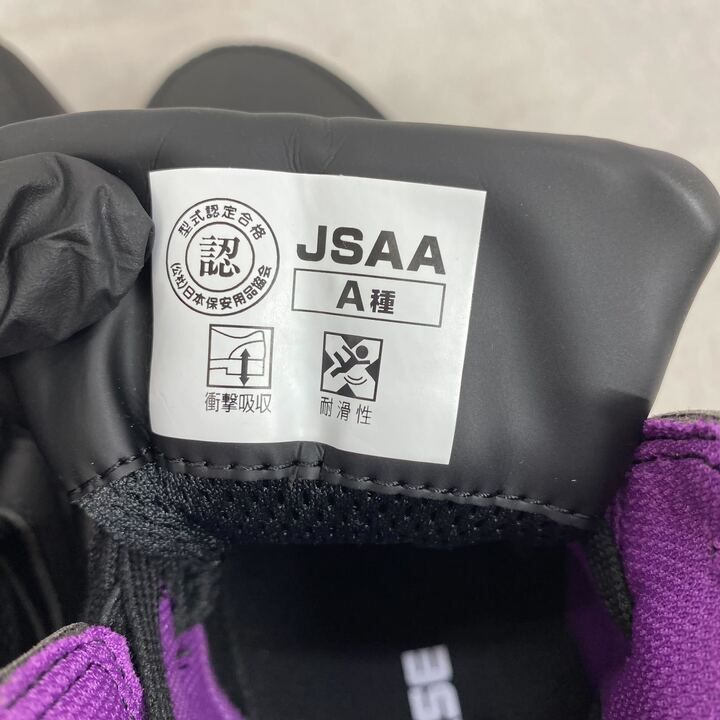 型式認定合格
認
(公社)日本保安用品協会
JSAA
A種
衝撃吸収
耐滑性